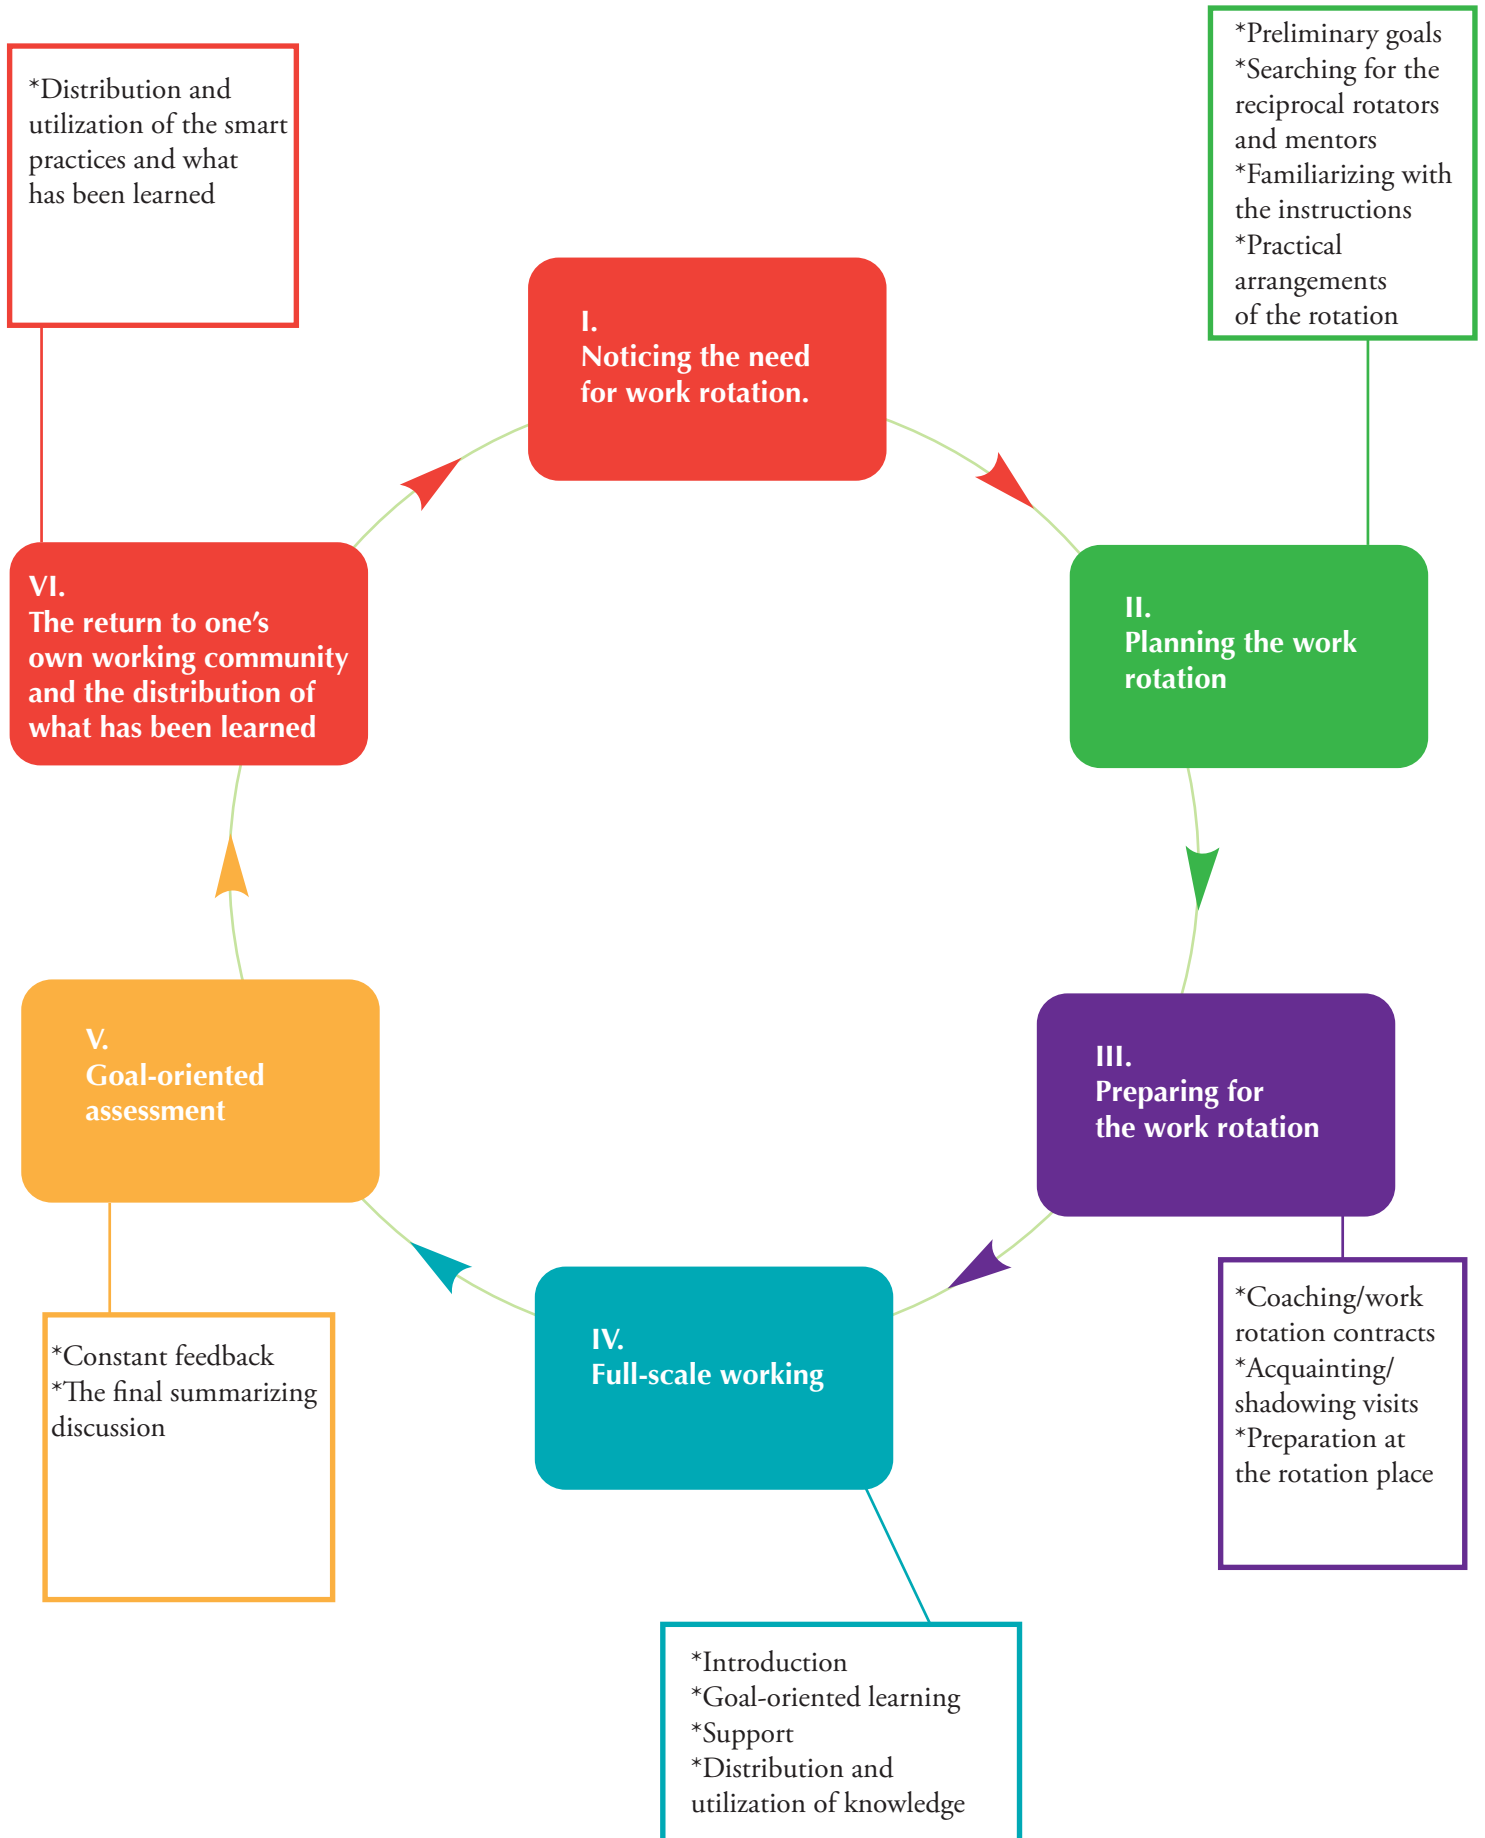 *Distribution and
utilization of the smart
practices and what
has been learned
*Preliminary goals
*Searching for the
reciprocal rotators
and mentors
*Familiarizing with
the instructions
*Practical
arrangements
of the rotation
I.
Noticing the need
for work rotation.
VI.
The return to one’s
own working community
and the distribution of
what has been learned
II.
Planning the work
rotation
V.
Goal-oriented
assessment
III.
Preparing for
the work rotation
*Constant feedback
*The final summarizing
discussion
IV.
Full-scale working
*Coaching/work
rotation contracts
*Acquainting/
shadowing visits
*Preparation at
the rotation place
*Introduction
*Goal-oriented learning
*Support
*Distribution and
utilization of knowledge